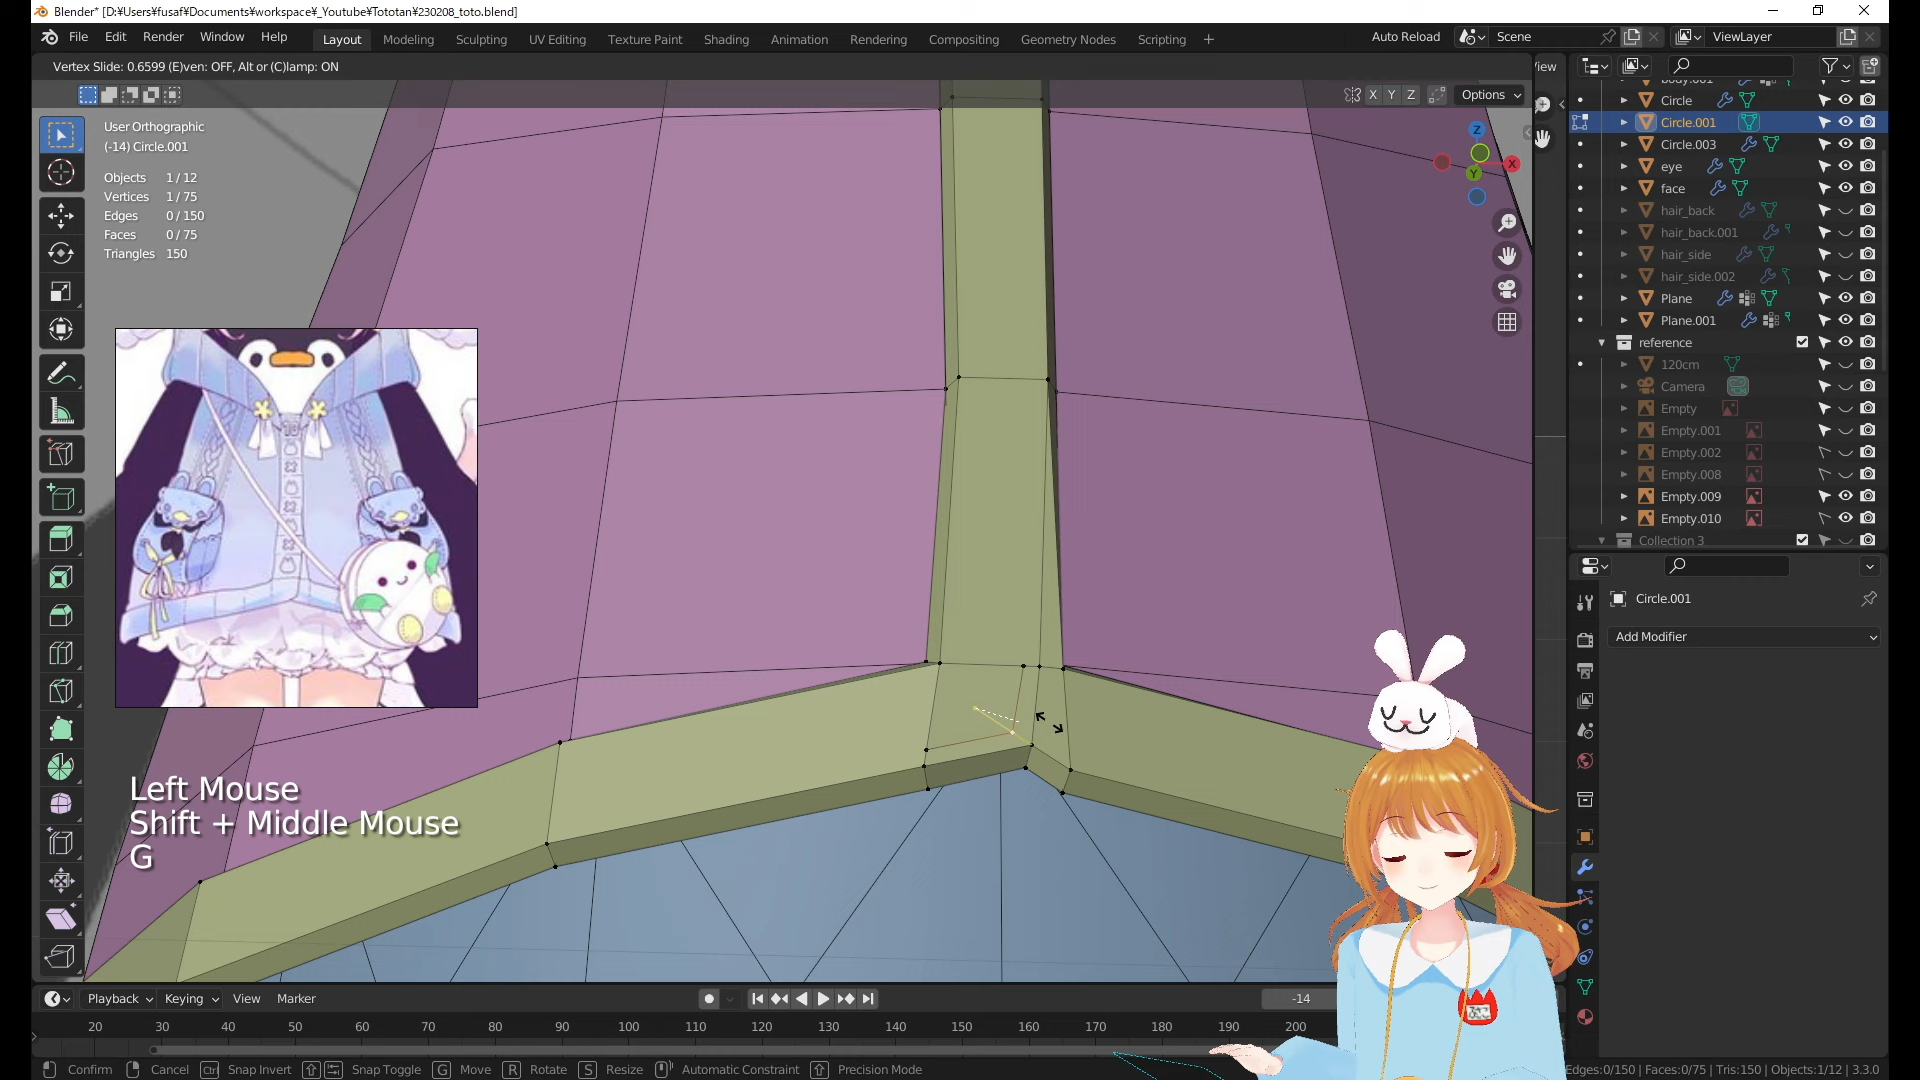 Blender* [D:¥Users¥fusaf¥Documents¥workspace¥_Youtube¥Tototan¥230208_toto.blend]
File Edit Render Window Help
Layout Modeling Sculpting UV Editing Texture Paint Shading Animation Rendering Compositing Geometry Nodes Scripting +
Auto Reload Scene ViewLayer
Vertex Slide: 0.6599 (E)ven: OFF, Alt or (C)lamp: ON
X Y Z Options
User Orthographic
(-14) Circle.001
Objects 1 / 12
Vertices 1 / 75
Edges 0 / 150
Faces 0 / 75
Triangles 150
Z
X
Y
Circle
Circle.001
Circle.003
eye
face
hair_back
hair_back.001
hair_side
hair_side.002
Plane
Plane.001
reference
120cm
Camera
Empty
Empty.001
Empty.002
Empty.008
Empty.009
Empty.010
Collection 3
Circle.001
Add Modifier
Left Mouse
Shift + Middle Mouse
G
Playback Keying View Marker
-14
20 30 40 50 60 70 80 90 100 110 120 130 140 150 160 170 180 190 200
Confirm Cancel Ctrl Snap Invert Snap Toggle G Move R Rotate S Resize Automatic Constraint Precision Mode
Edges:0/150 | Faces:0/75 | Tris:150 | Objects:1/12 | 3.3.0